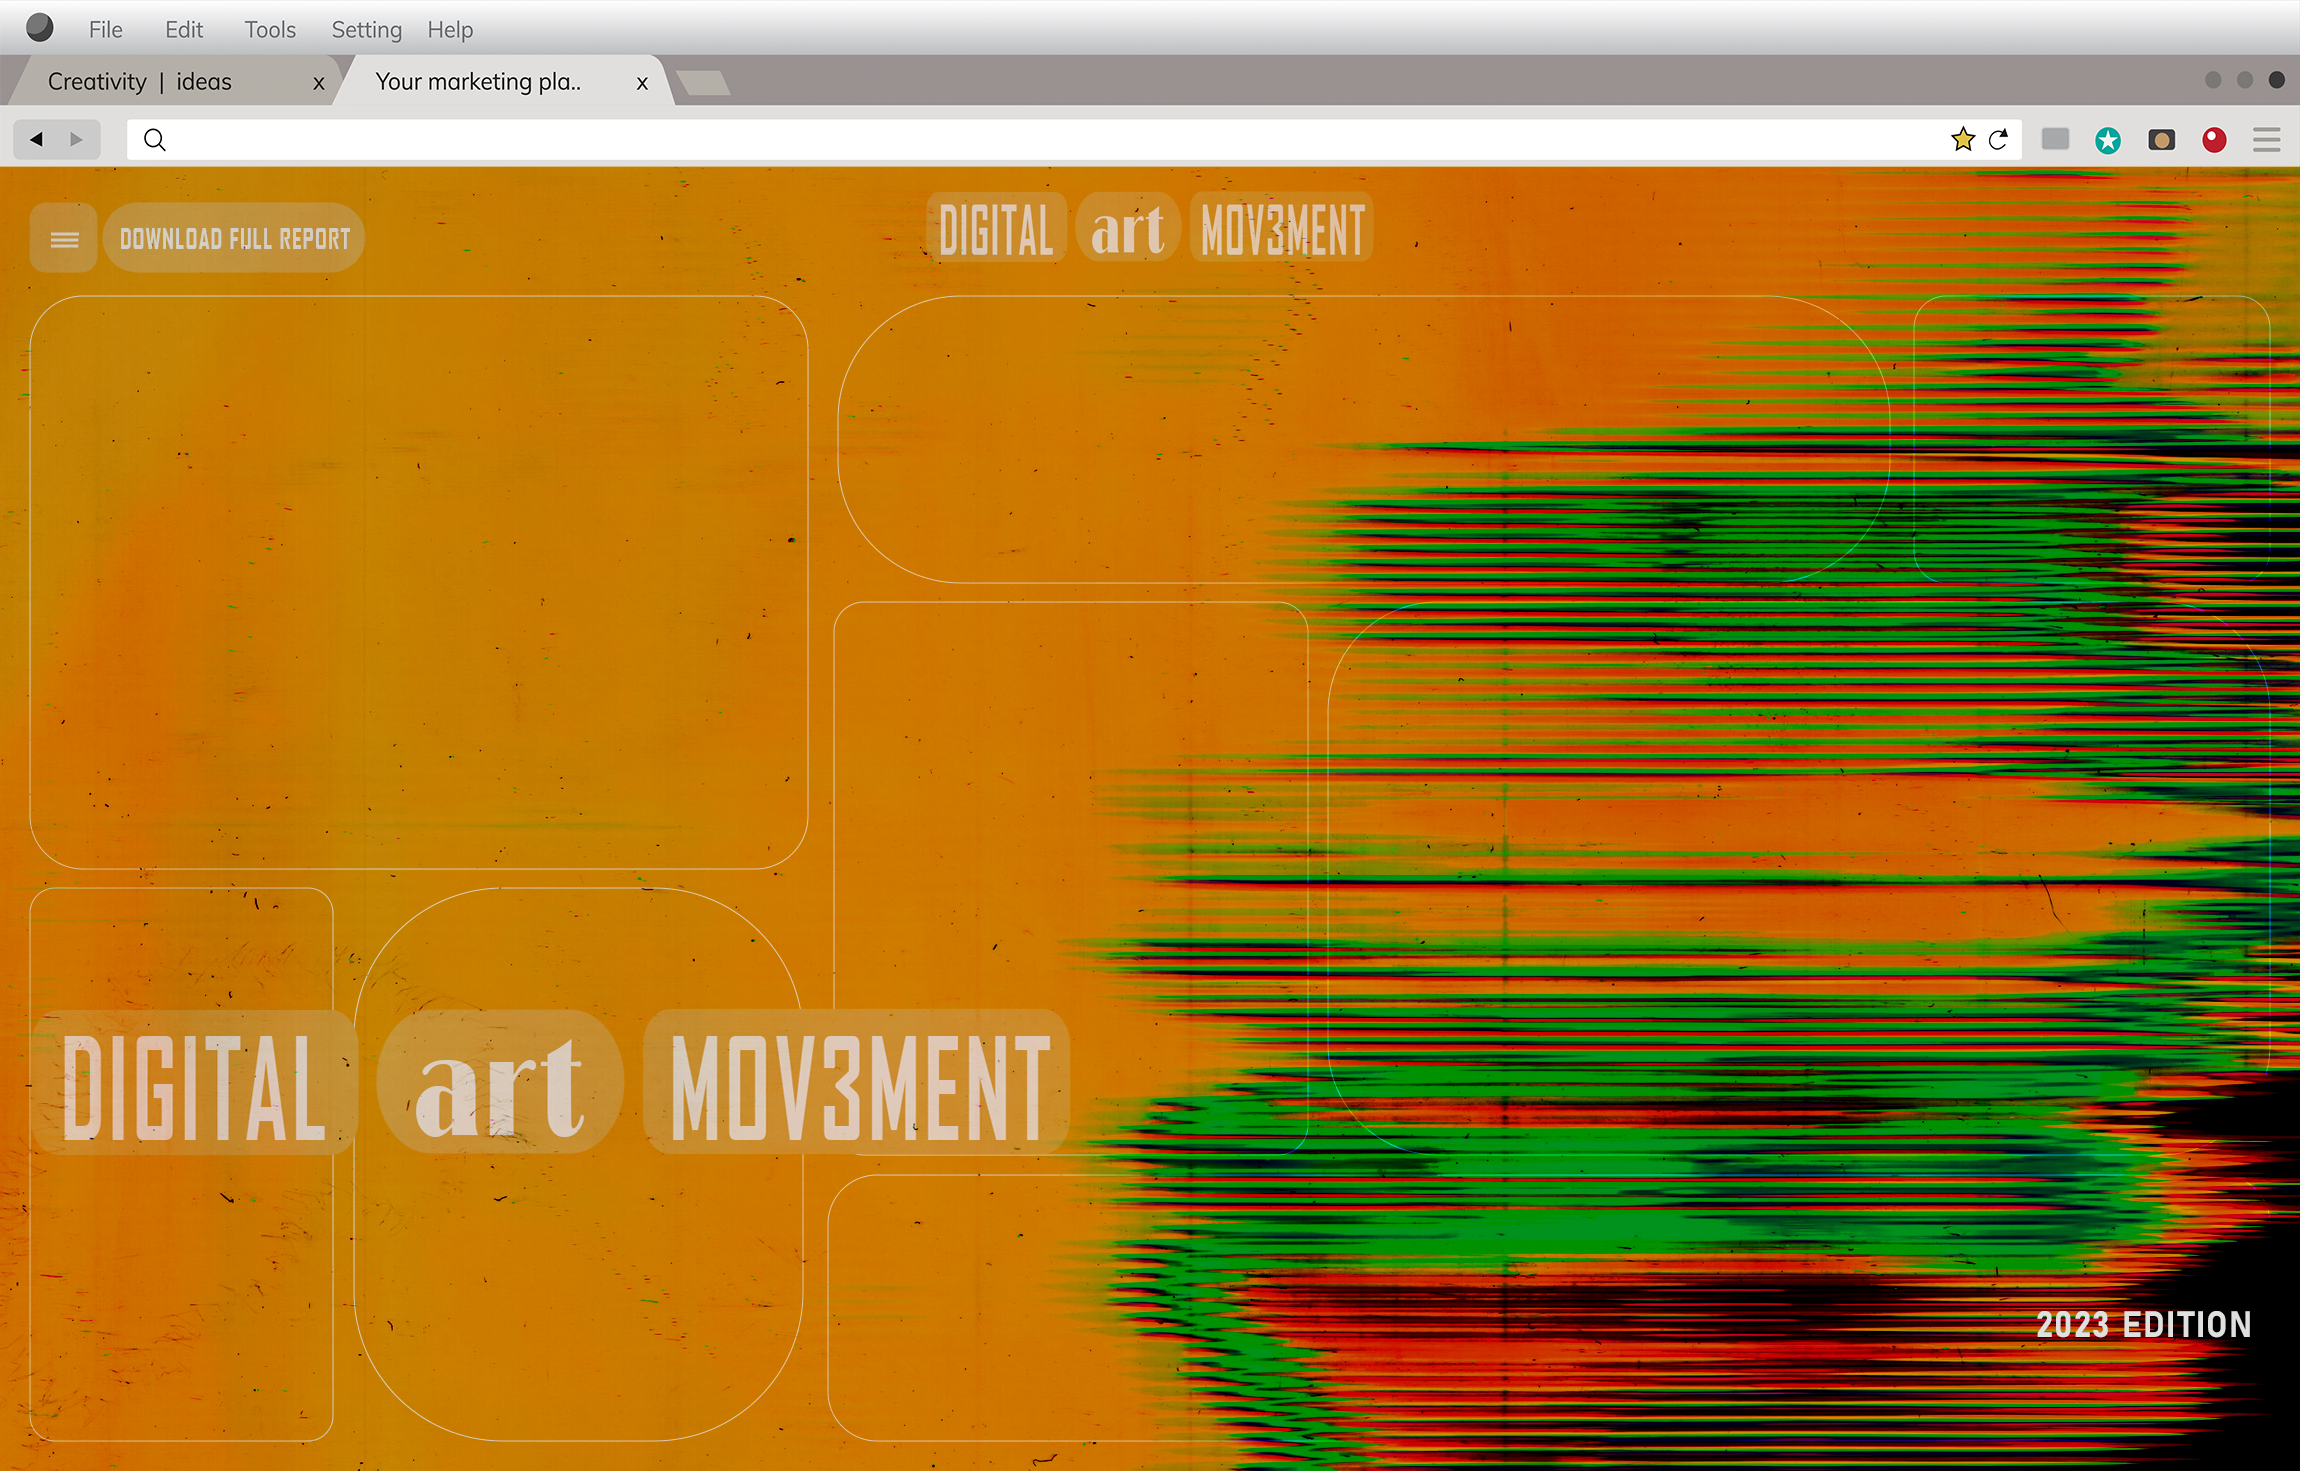 File Edit Tools Setting Help
Creativity | ideas x Your marketing pla.. x
DOWNLOAD FULL REPORT
DIGITAL art MOV3MENT
DIGITAL art MOV3MENT
2023 EDITION